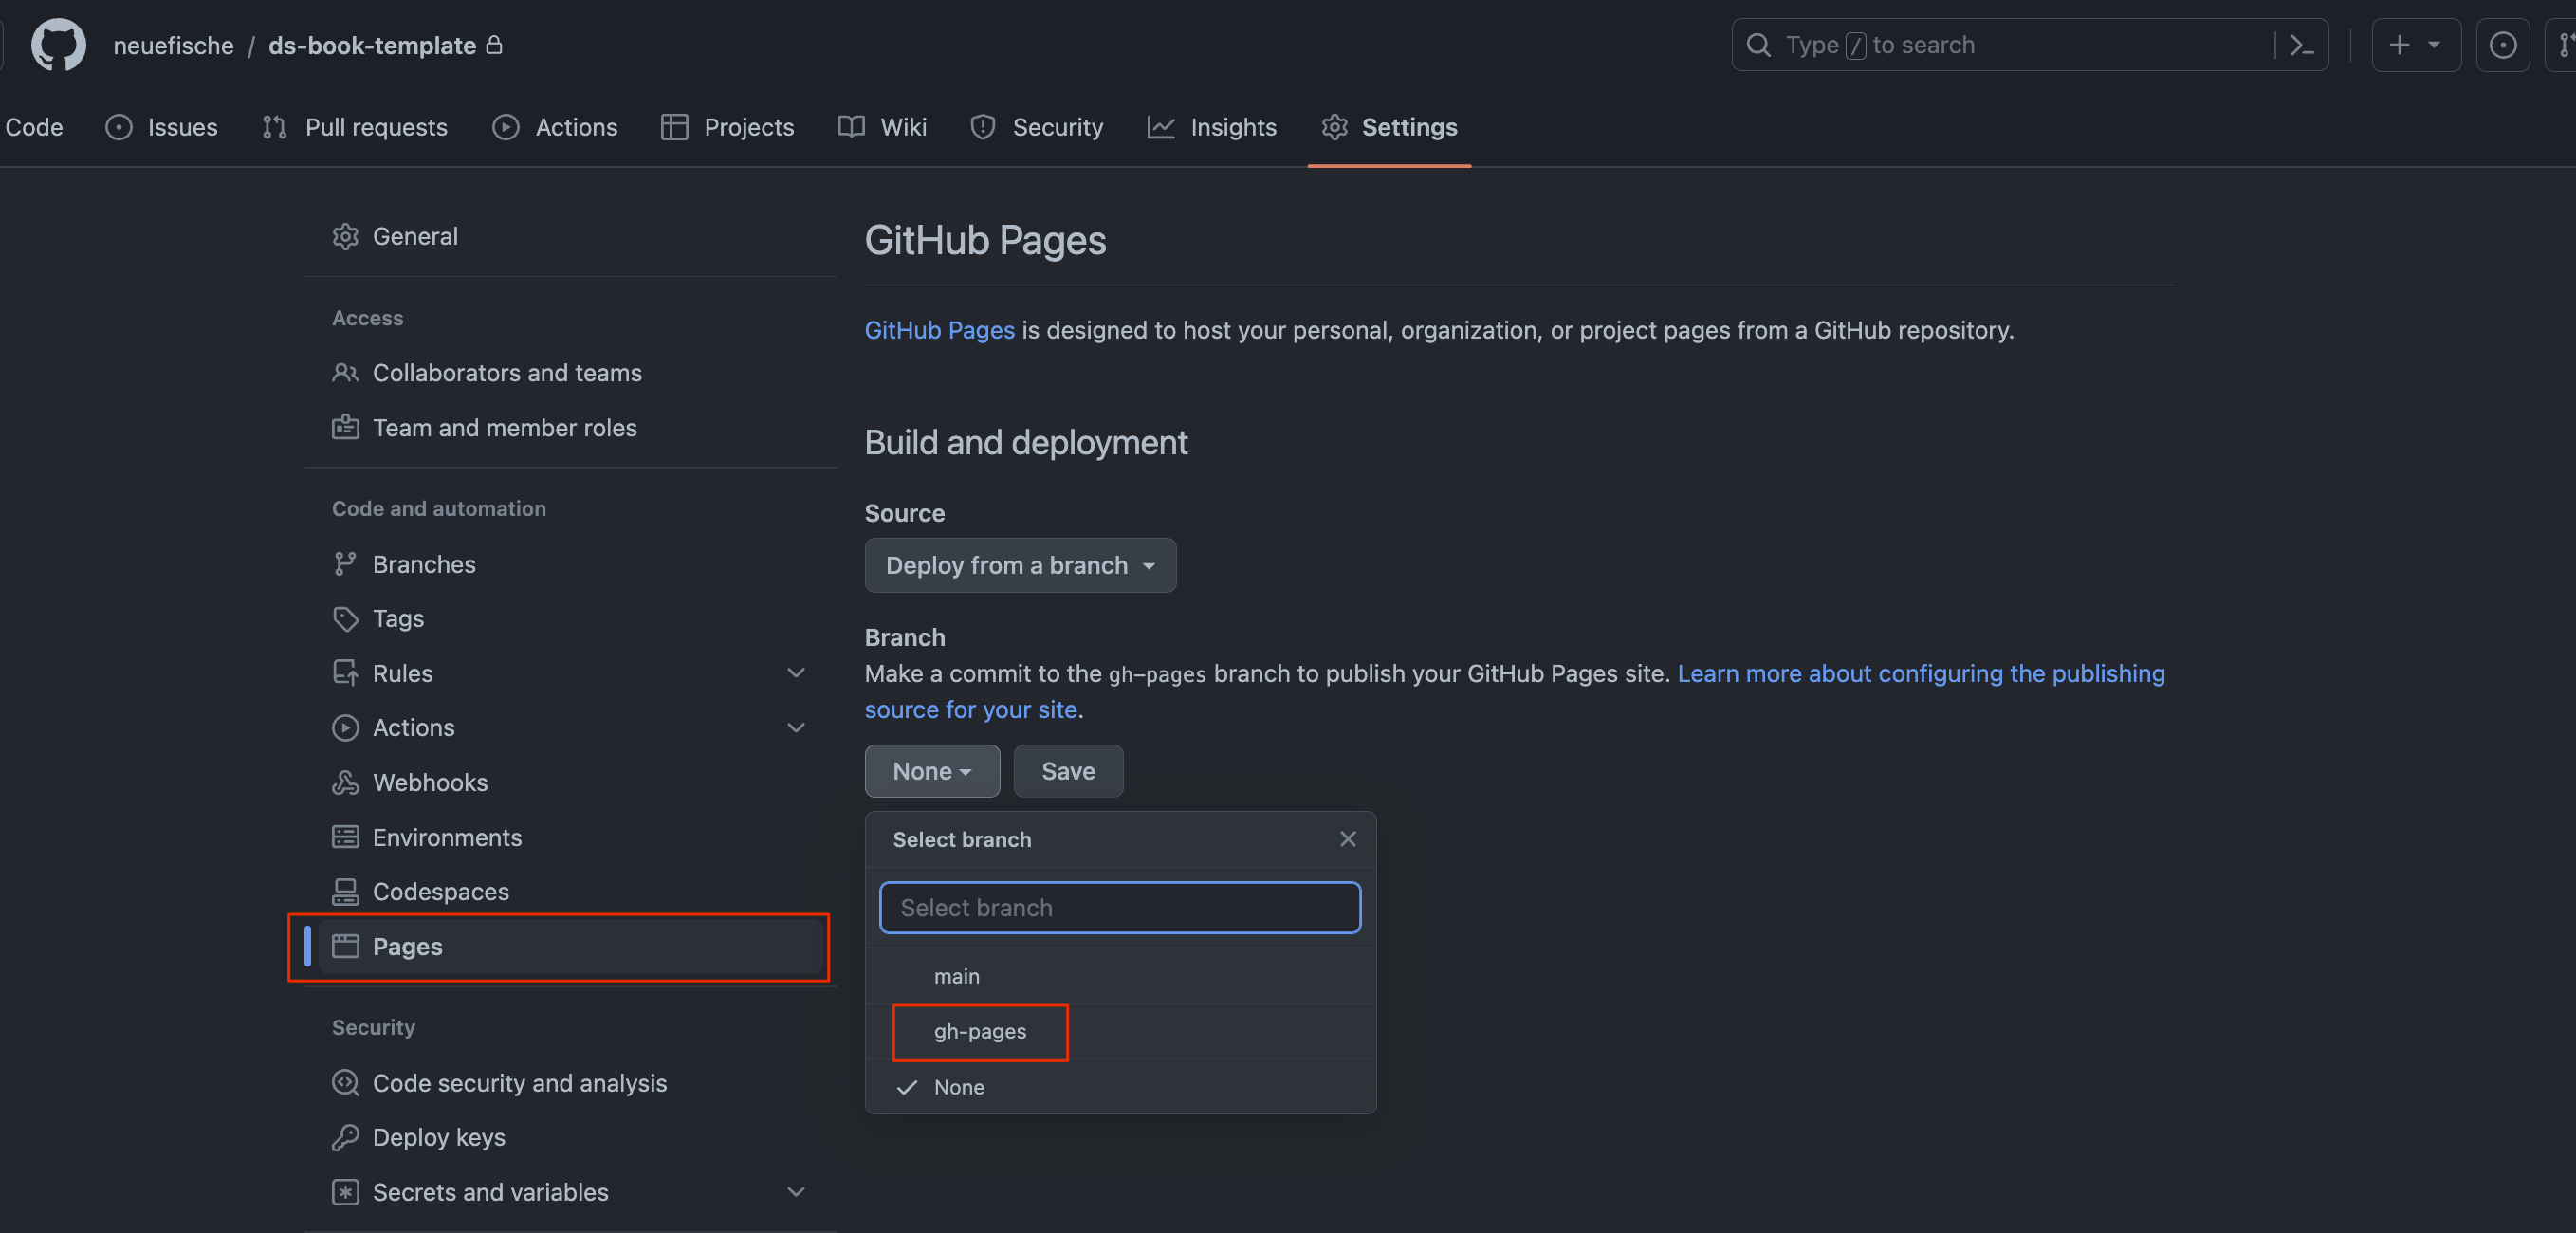 neuefische / ds-book-template
Type / to search
Code Issues Pull requests Actions Projects Wiki Security Insights Settings
General
Access
Collaborators and teams
Team and member roles
Code and automation
Branches
Tags
Rules
Actions
Webhooks
Environments
Codespaces
Pages
Security
Code security and analysis
Deploy keys
Secrets and variables
GitHub Pages
GitHub Pages is designed to host your personal, organization, or project pages from a GitHub repository.
Build and deployment
Source
Deploy from a branch
Branch
Make a commit to the gh-pages branch to publish your GitHub Pages site. Learn more about configuring the publishing
source for your site.
None Save
Select branch
Select branch
main
gh-pages
None